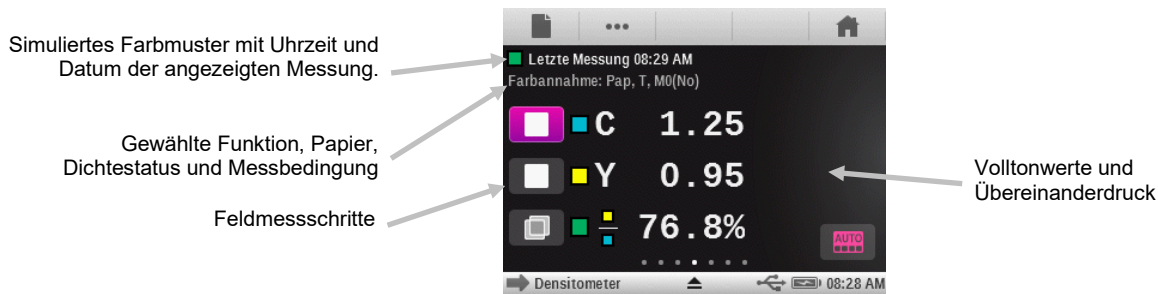 Simuliertes Farbmuster mit Uhrzeit und
Datum der angezeigten Messung.
Gewählte Funktion, Papier,
Dichtestatus und Messbedingung
Feldmessschritte
Letzte Messung 08:29 AM
Farbannahme: Pap, T, M0(No)
C 1.25
Y 0.95
76.8%
AUTO
Densitometer 08:28 AM
Volltonwerte und
Übereinanderdruck